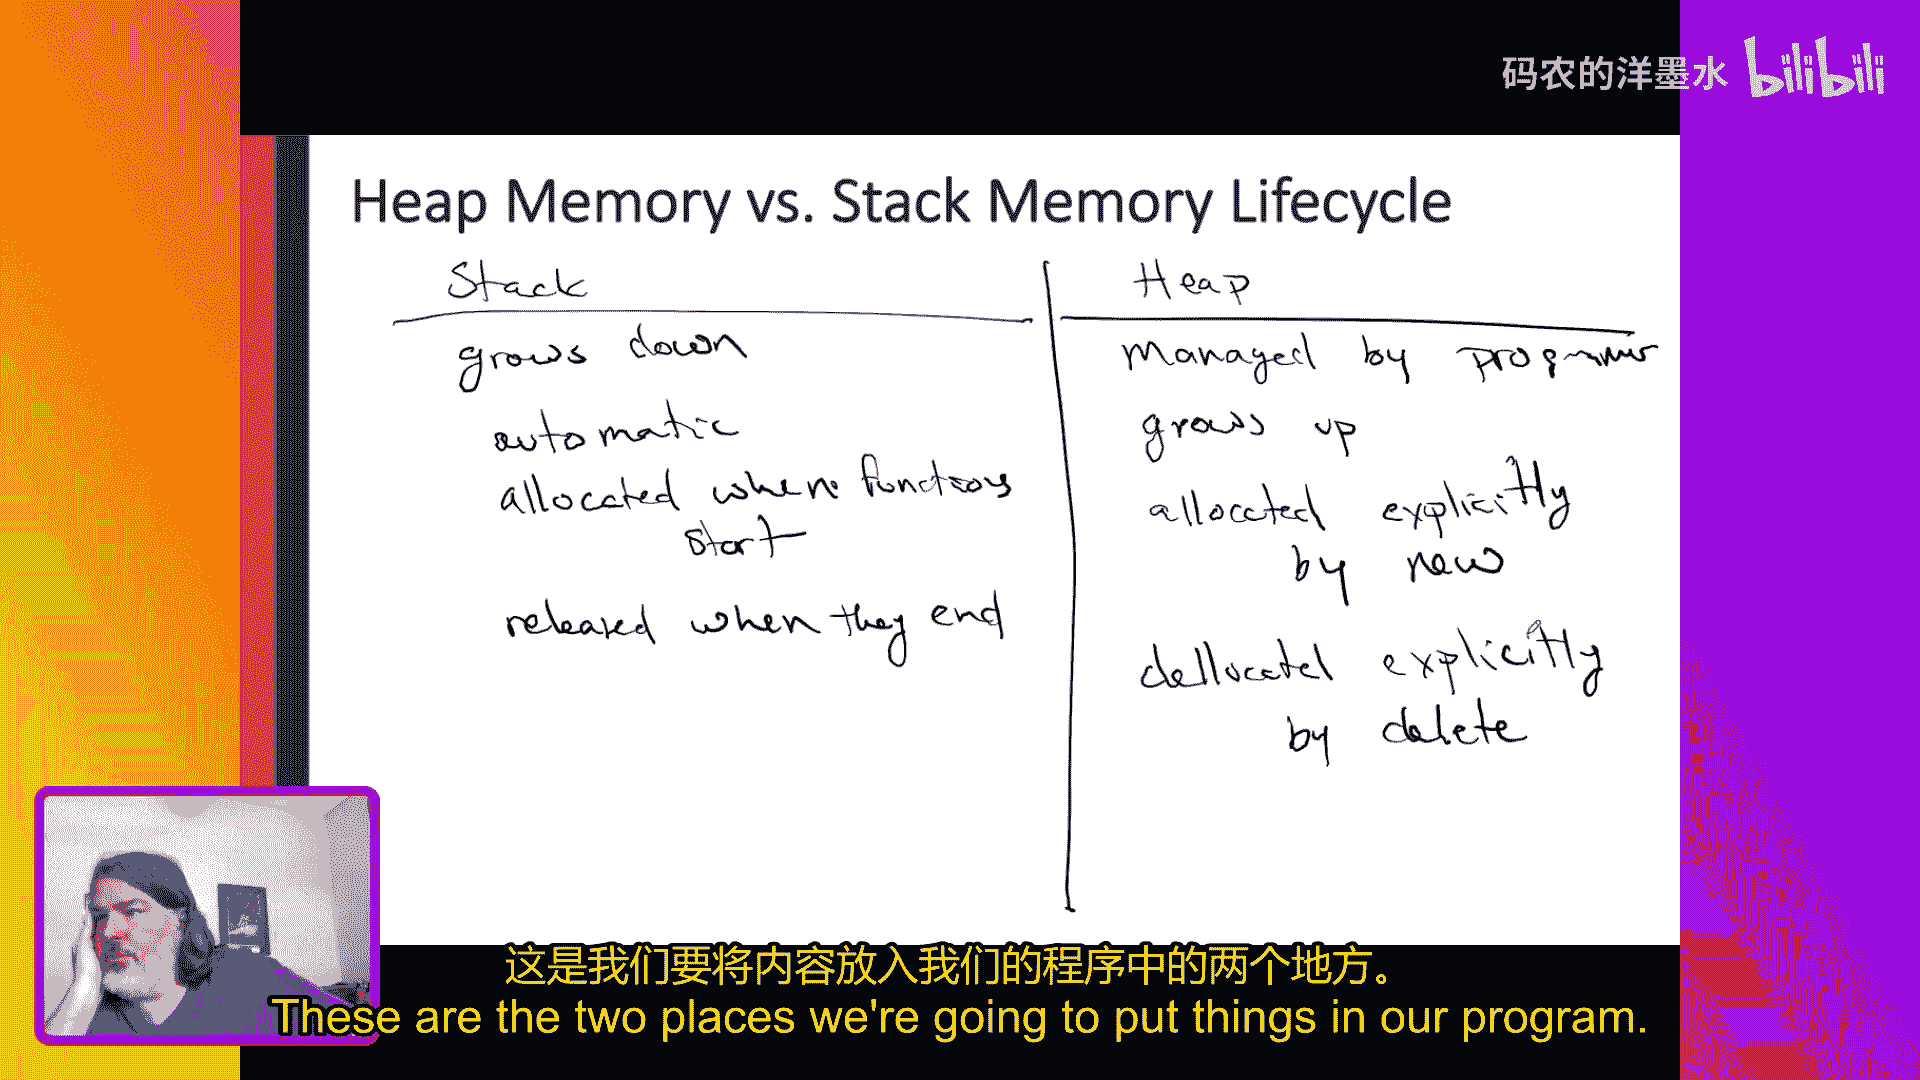 码农的洋墨水 bilibili
Heap Memory vs. Stack Memory Lifecycle
Stack
grows down
automatic
allocated when functions
start
released when they end
Heap
managed by
grows up
allocated explicitly
by new
dellocated explicitly
by delete
这是我们要将内容放入我们的程序中的两个地方。
These are the two places we're going to put things in our program.